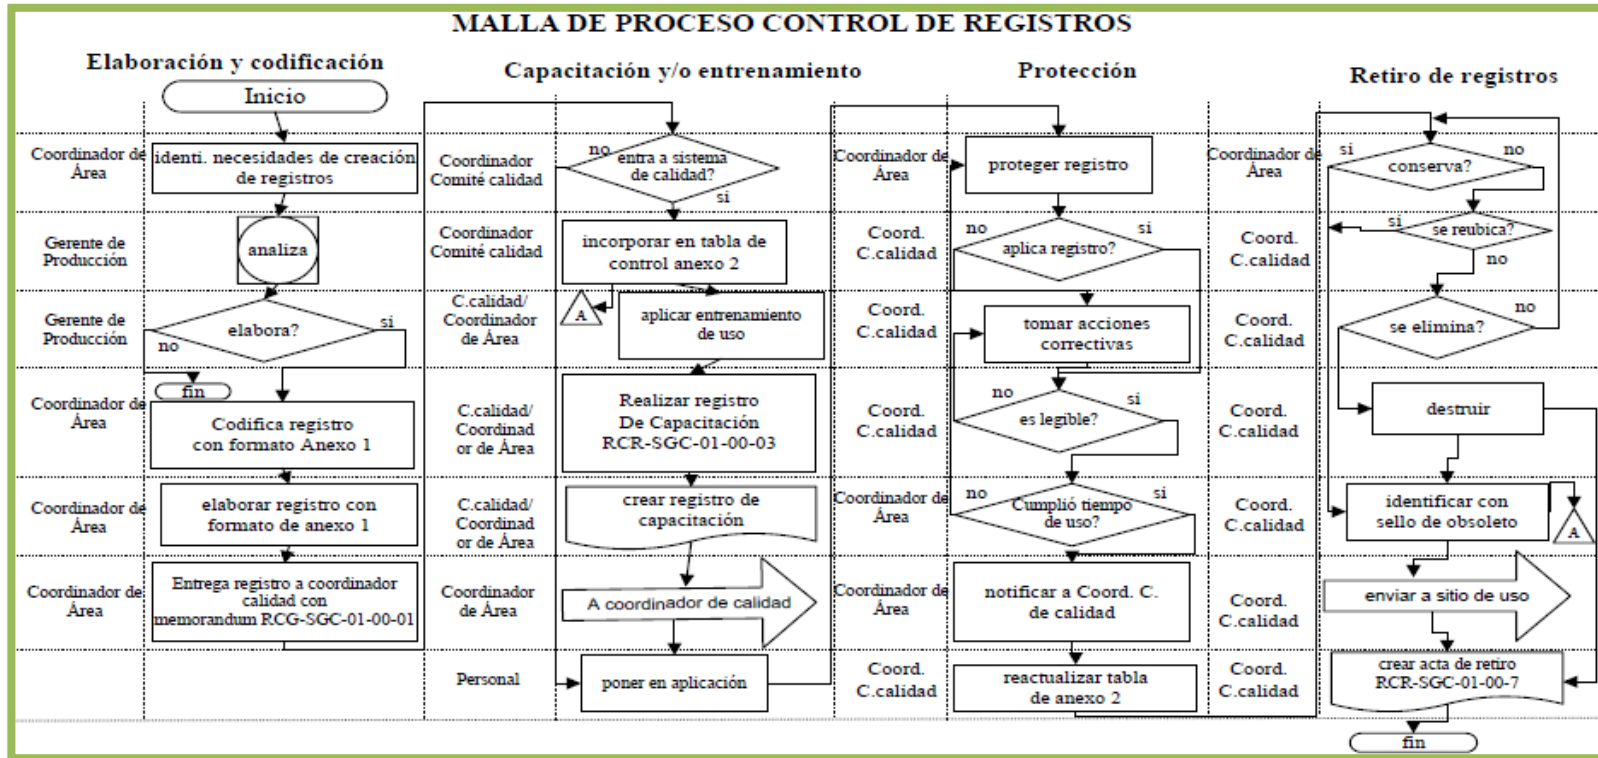 MALLA DE PROCESO CONTROL DE REGISTROS
Elaboración y codificación
Inicio
Coordinador de
Área
identi. necesidades de creación
de registros
Gerente de
Producción
analiza
Gerente de
Producción
elabora?
si
no
fin
Coordinador de
Área
Codifica registro
con formato Anexo 1
Coordinador de
Área
elaborar registro con
formato de anexo 1
Coordinador de
Área
Entrega registro a coordinador
calidad con
memorandum RCG-SGC-01-00-01
Capacitación y/o entrenamiento
Coordinador
Comité calidad
no
entra a sistema
de calidad?
si
Coordinador
Comité calidad
incorporar en tabla de
control anexo 2
C.calidad/
Coordinador
de Área
A
aplicar entrenamiento
de uso
C.calidad/
Coordinad
or de Área
Realizar registro
De Capacitación
RCR-SGC-01-00-03
C.calidad/
Coordinad
or de Área
crear registro de
capacitación
Coordinador
de Área
A coordinador de calidad
Personal
poner en aplicación
Protección
Coordinador de
Área
proteger registro
Coord.
C.calidad
no
aplica registro?
si
Coord.
C.calidad
tomar acciones
correctivas
Coord.
C.calidad
no
es legible?
si
Coordinador de
Área
no
Cumplió tiempo
de uso?
si
Coordinador de
Área
notificar a Coord. C.
de calidad
Coord.
C.calidad
reactualizar tabla
de anexo 2
Retiro de registros
Coordinador de
Área
si
conserva?
no
Coord.
C.calidad
si
se reubica?
no
Coord.
C.calidad
se elimina?
no
Coord.
C.calidad
destruir
Coord.
C.calidad
identificar con
sello de obsoleto
A
Coord.
C.calidad
enviar a sitio de uso
Coord.
C.calidad
crear acta de retiro
RCR-SGC-01-00-7
fin